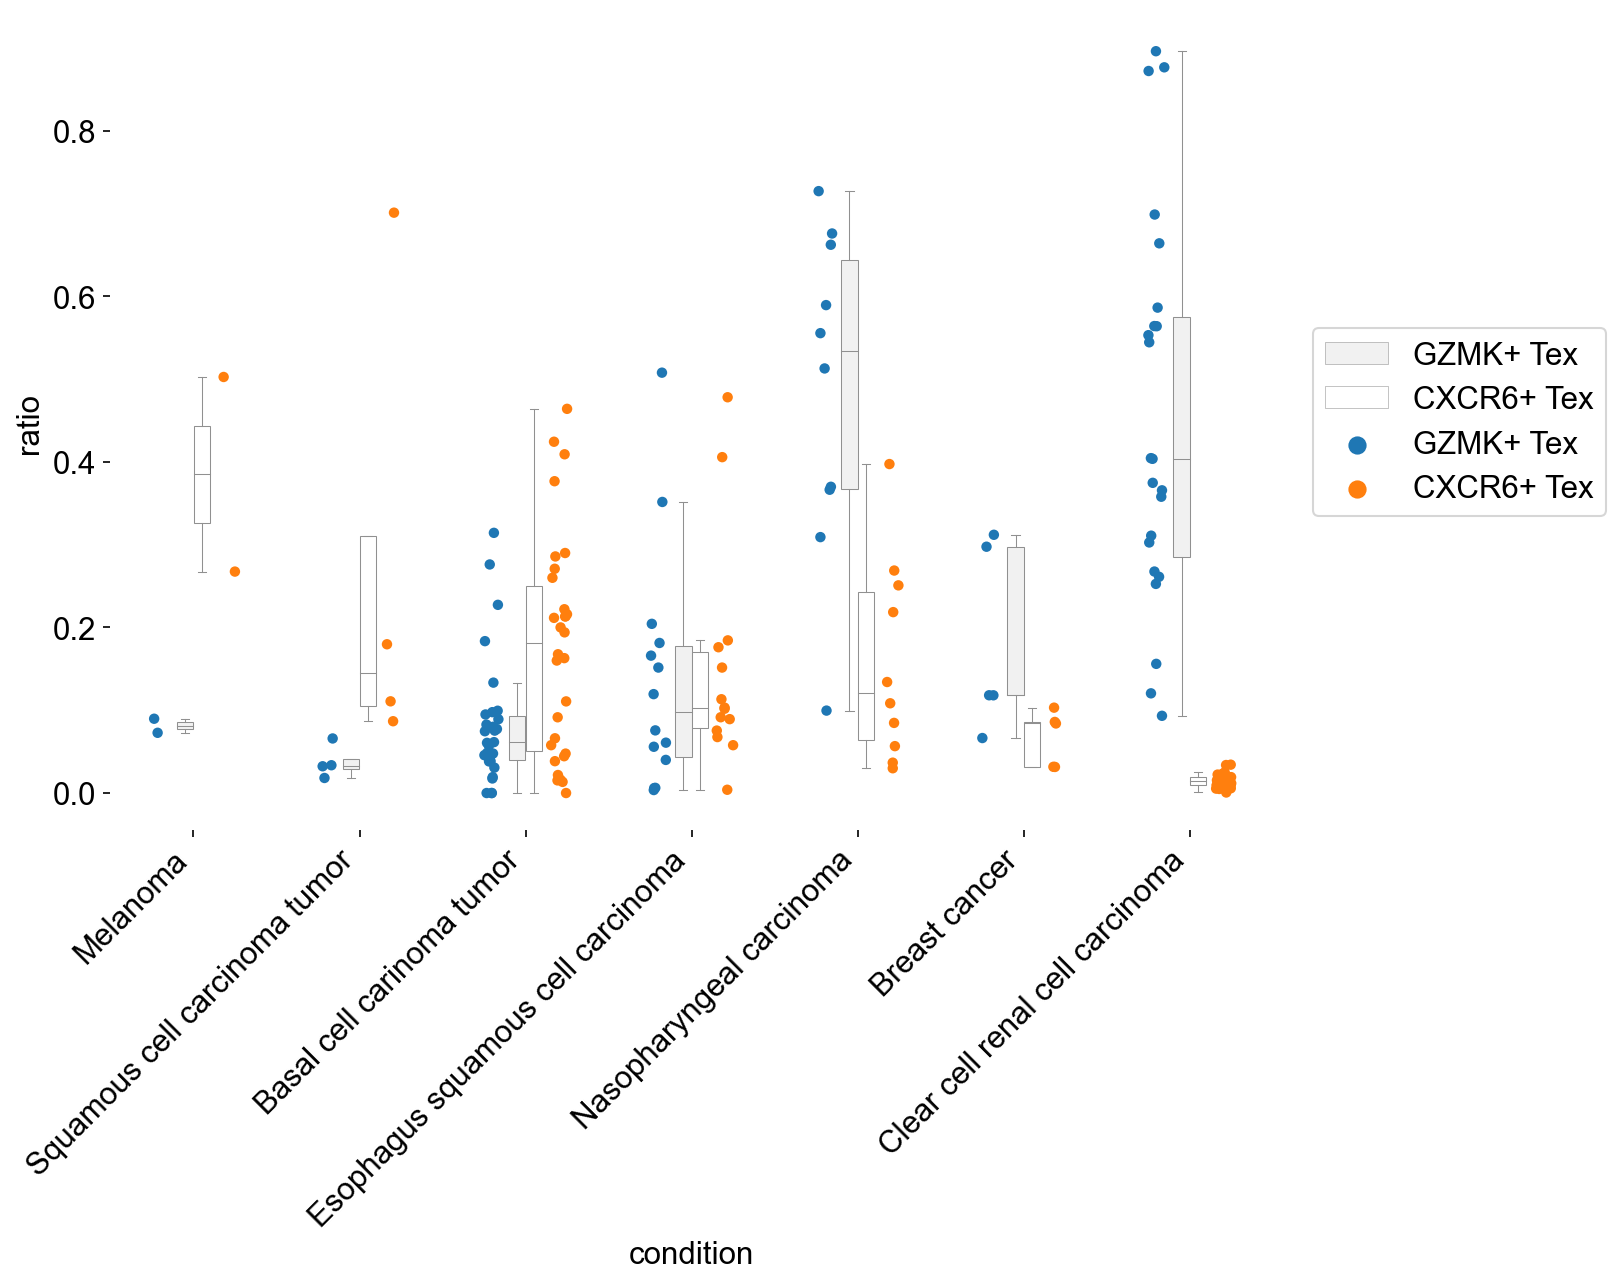 0.8
0.6
0.4
0.2
0.0
ratio
GZMK+ Tex
CXCR6+ Tex
GZMK+ Tex
CXCR6+ Tex
Melanoma
Squamous cell carcinoma tumor
Basal cell carinoma tumor
Esophagus squamous cell carcinoma
Nasopharyngeal carcinoma
Breast cancer
Clear cell renal cell carcinoma
condition